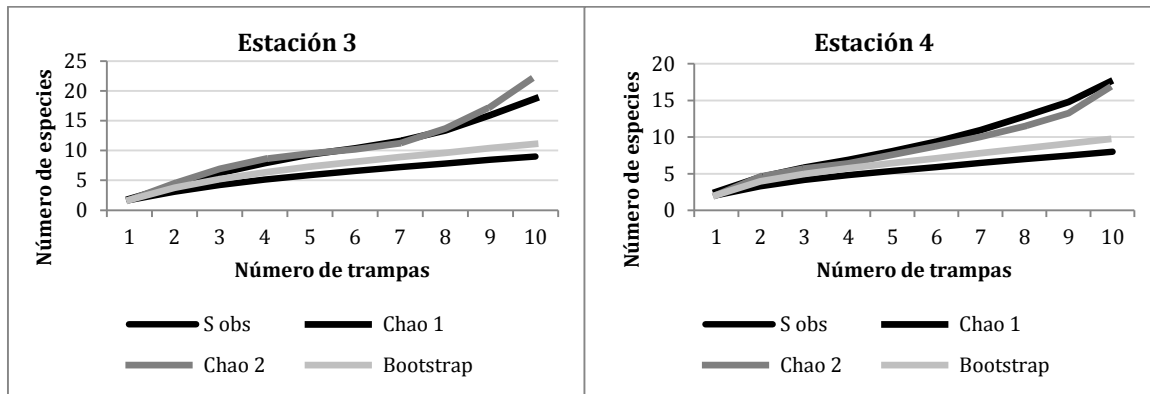 Estación 3
Número de especies
25
20
15
10
5
0
1 2 3 4 5 6 7 8 9 10
Número de trampas
S obs Chao 1
Chao 2 Bootstrap
Estación 4
Número de especies
20
15
10
5
0
1 2 3 4 5 6 7 8 9 10
Número de trampas
S obs Chao 1
Chao 2 Bootstrap